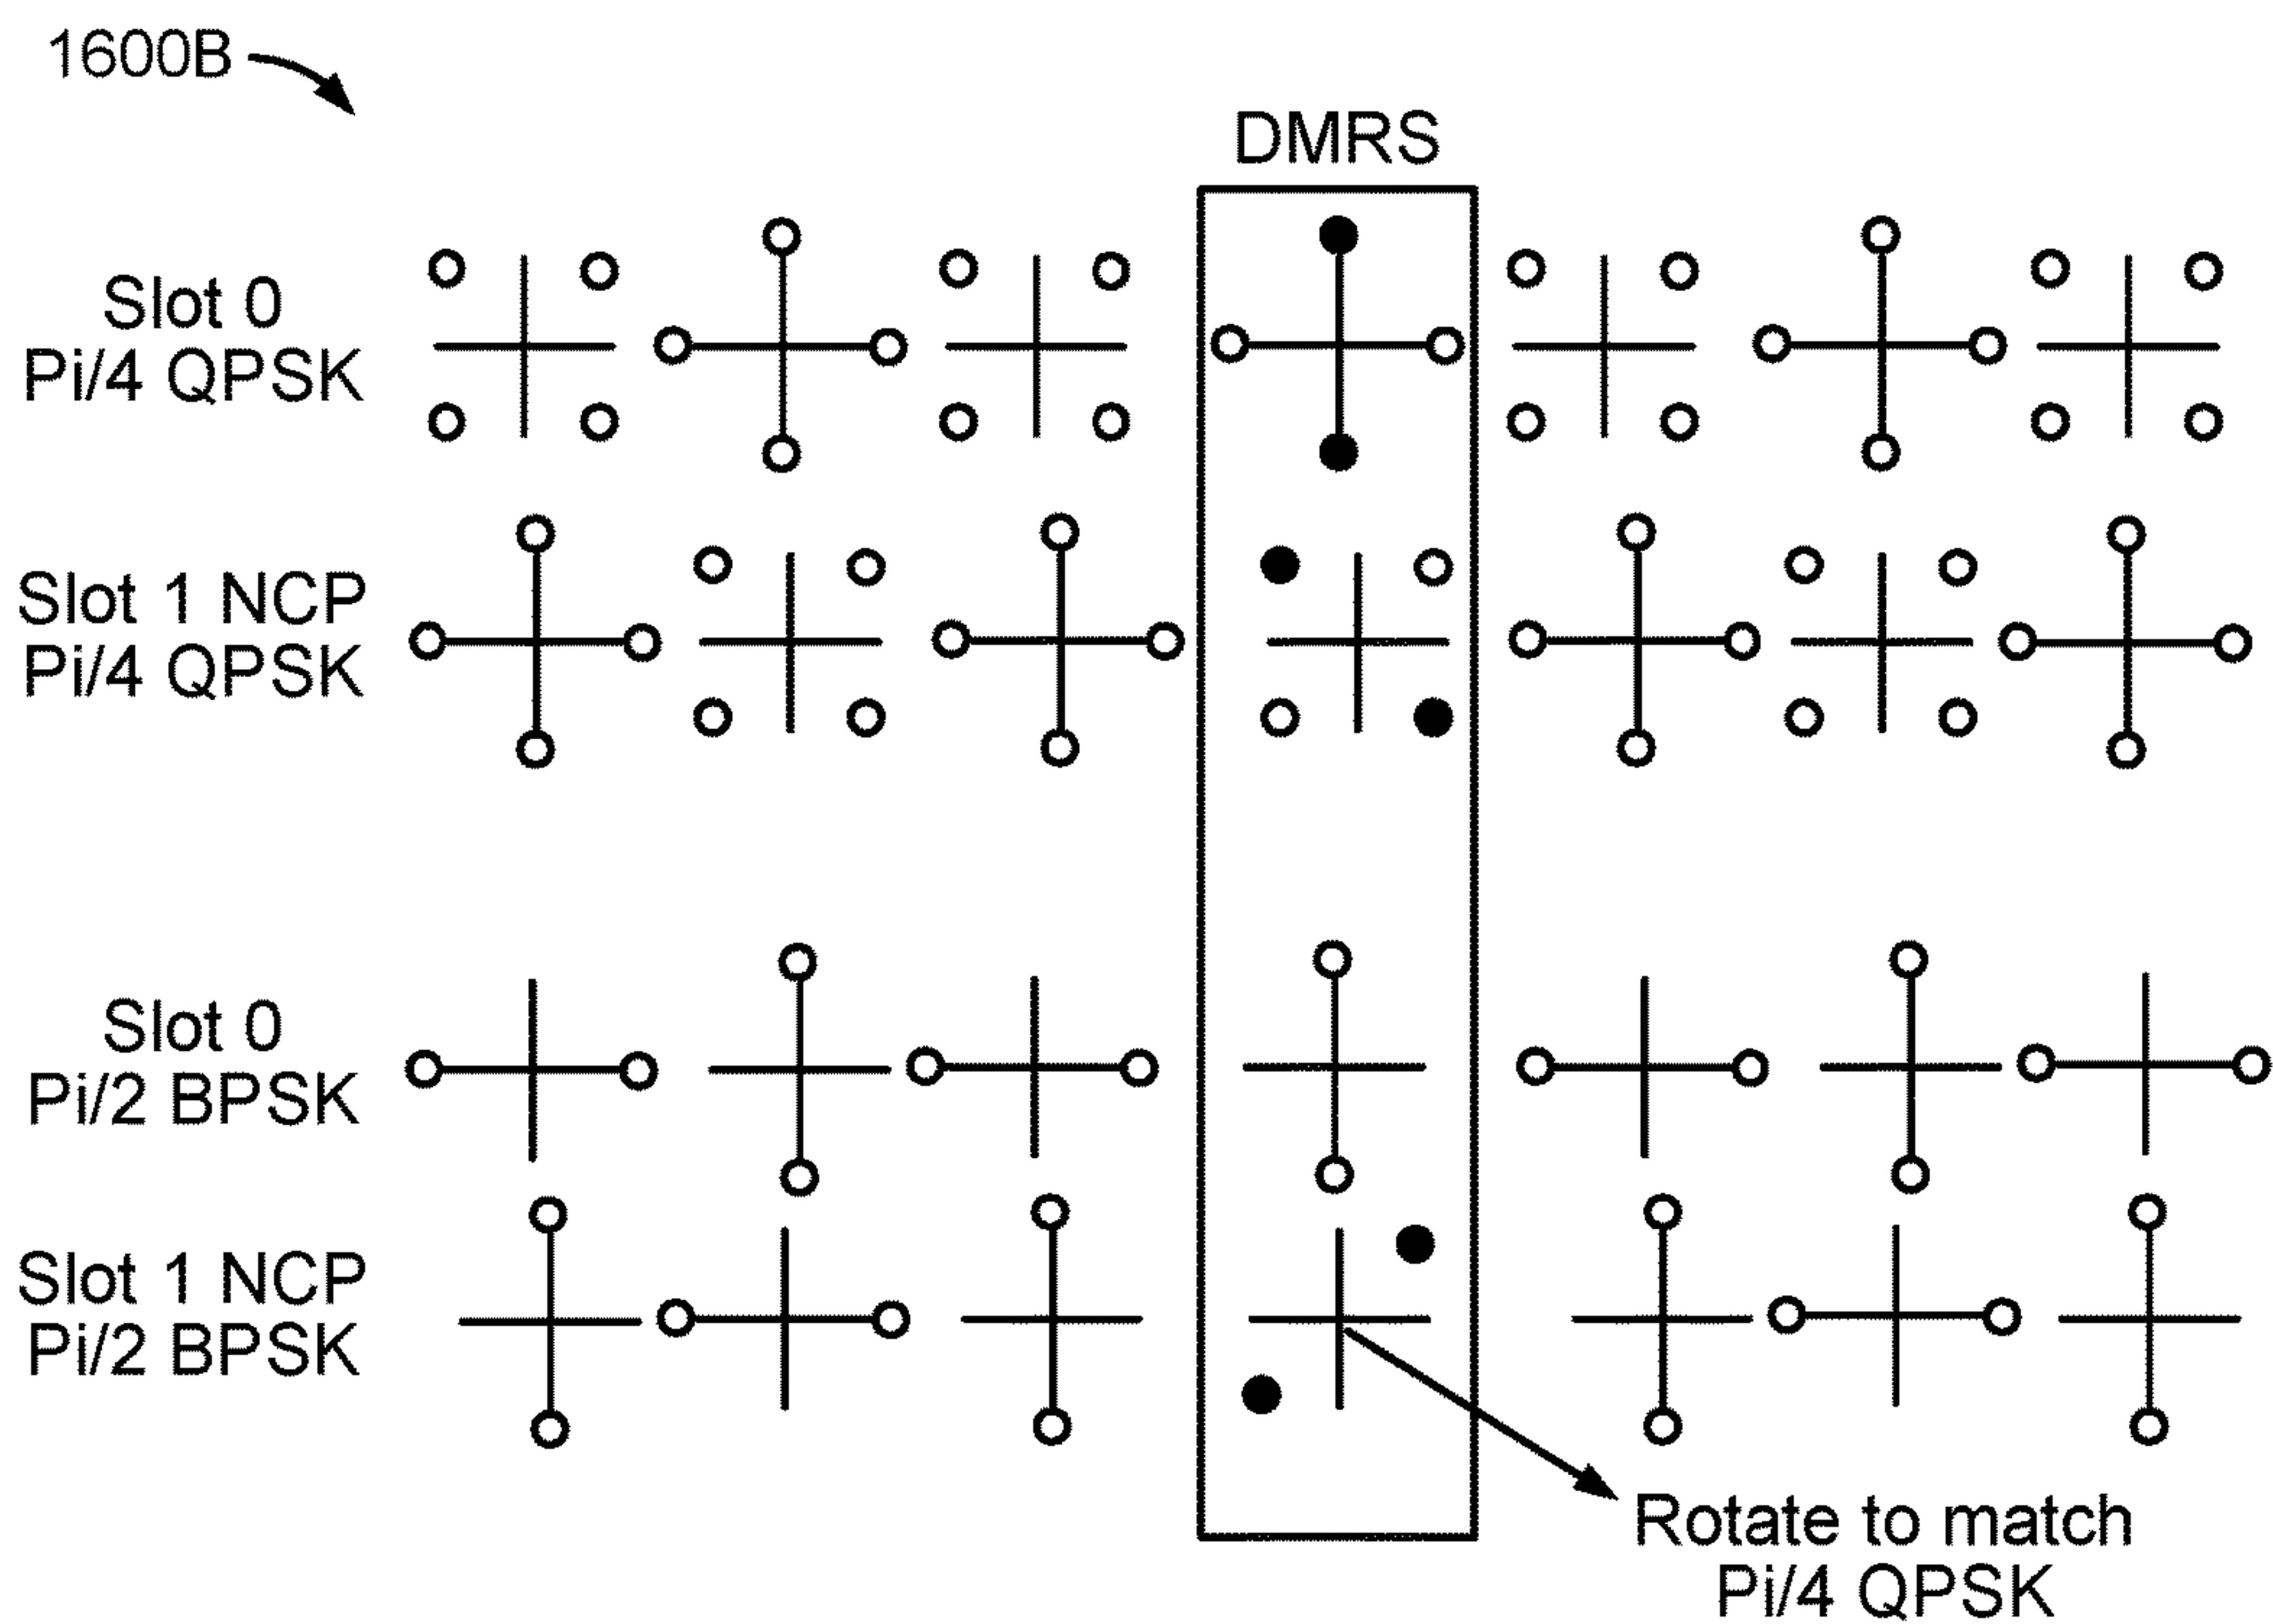 1600B
DMRS
Slot 0
Pi/4 QPSK
Slot 1 NCP
Pi/4 QPSK
Slot 0
Pi/2 BPSK
Slot 1 NCP
Pi/2 BPSK
Rotate to match
Pi/4 QPSK